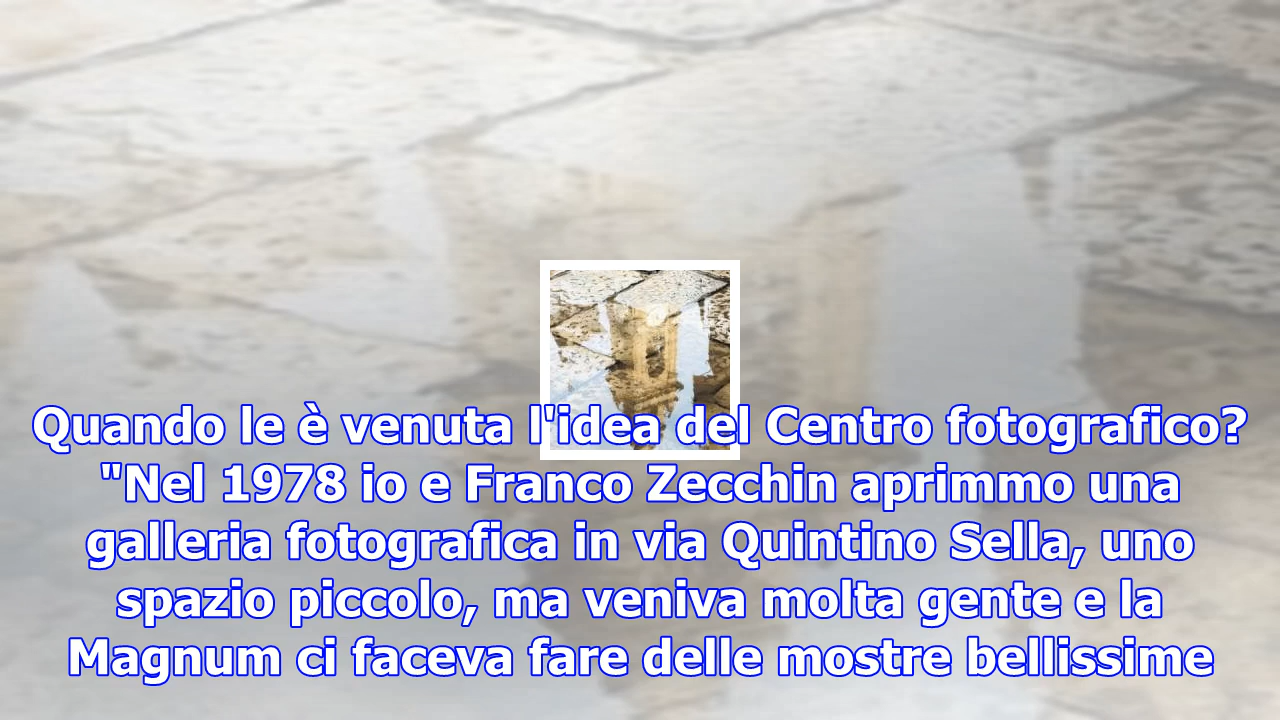 Quando le è venuta l'idea del Centro fotografico?
"Nel 1978 io e Franco Zecchin aprimmo una
galleria fotografica in via Quintino Sella, uno
spazio piccolo, ma veniva molta gente e la
Magnum ci faceva fare delle mostre bellissime